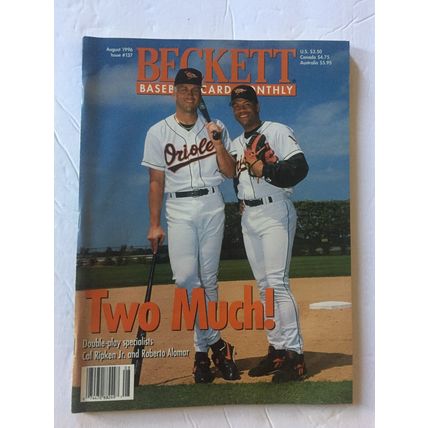 August 1996
Issue #137
BECKETT
U.S. $3.50
Canada $4.75
Australia $5.95
BASEBALL CARD MONTHLY
Orioles
Two Much!
Double-play specialists
Cal Ripken Jr. and Roberto Alomar